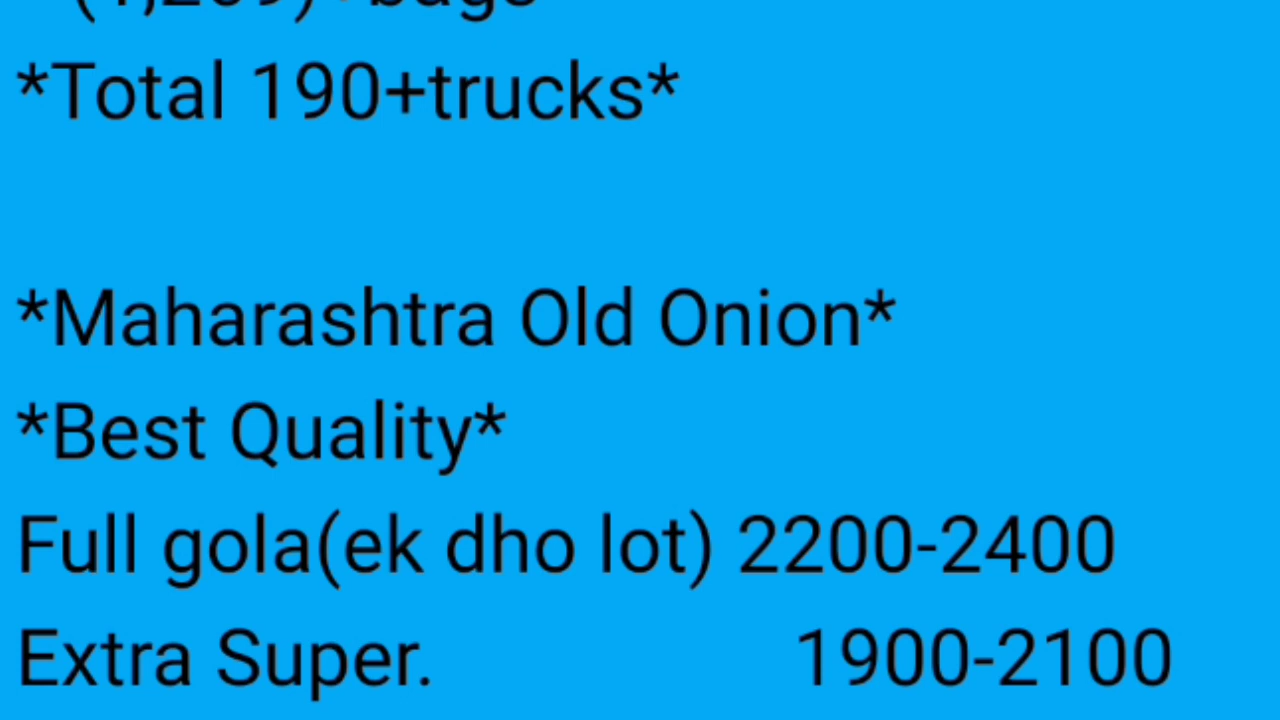 *Total 190+trucks*
*Maharashtra Old Onion*
*Best Quality*
Full gola(ek dho lot) 2200-2400
Extra Super. 1900-2100